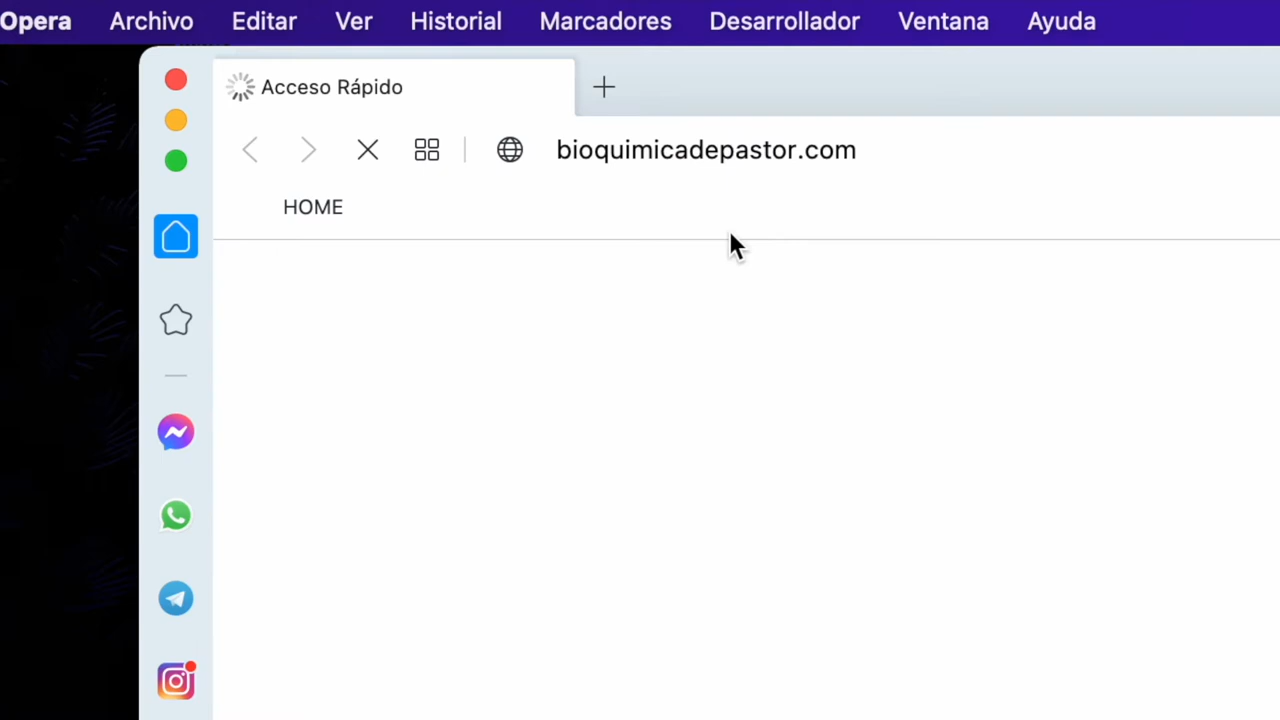 Opera Archivo Editar Ver Historial Marcadores Desarrollador Ventana Ayuda
Acceso Rápido
bioquimicadepastor.com
HOME